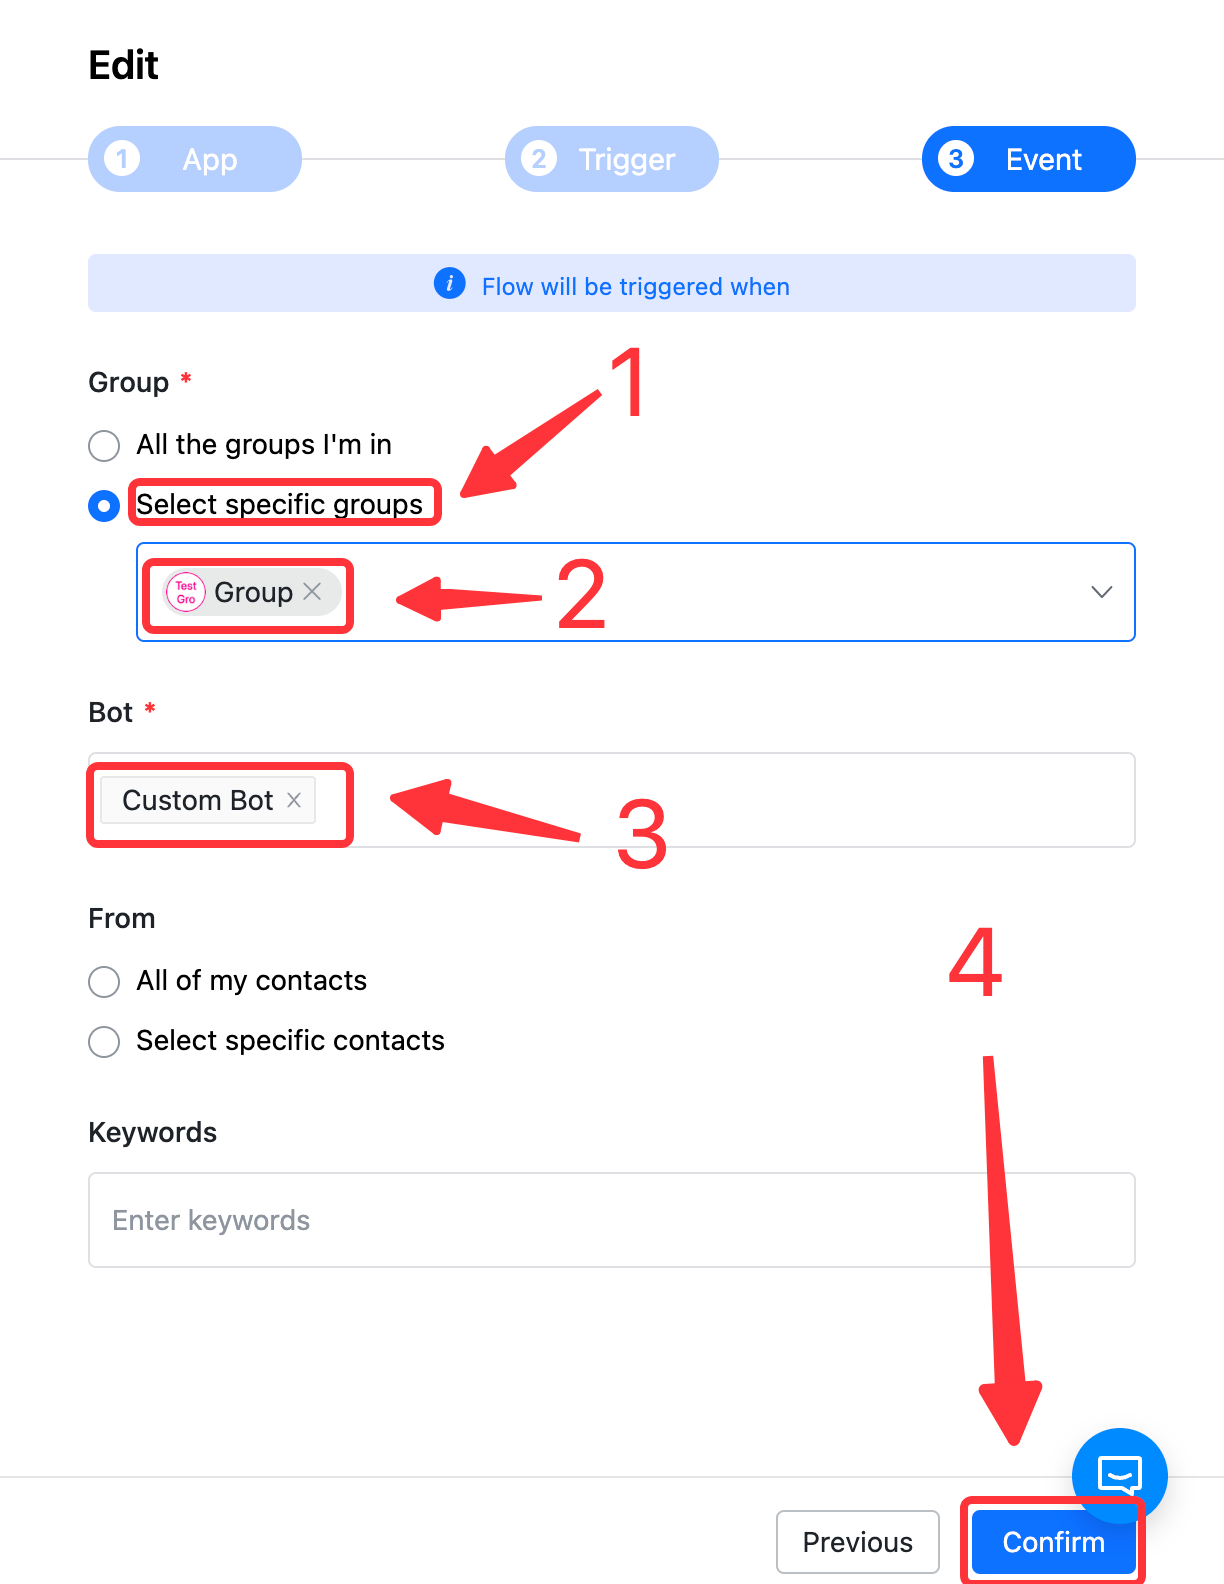 Edit
1 App
2 Trigger
3 Event
i Flow will be triggered when
1
Group *
All the groups I'm in
Select specific groups
2
Test
Gro
Group
Bot *
Custom Bot
3
From
4
All of my contacts
Select specific contacts
Keywords
Enter keywords
Previous
Confirm